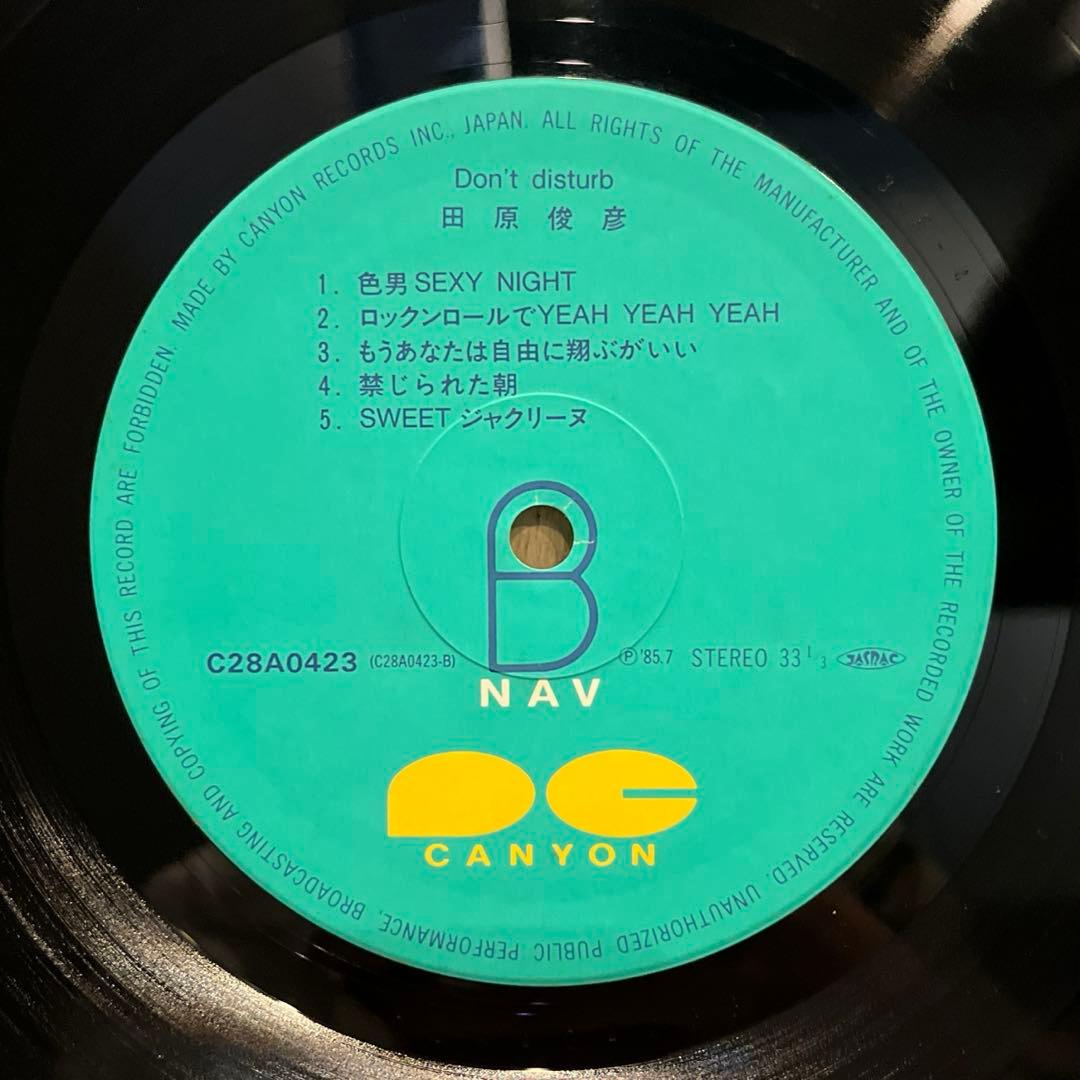 MADE BY CANYON RECORDS INC., JAPAN. ALL RIGHTS OF THE MANUFACTURER AND OF THE OWNER OF THE RECORDED WORK ARE RESERVED. UNAUTHORIZED PUBLIC PERFORMANCE, BROADCASTING AND COPYING OF THIS RECORD ARE FORBIDDEN.
Don't disturb
田原俊彦
1. 色男 SEXY NIGHT
2. ロックンロールでYEAH YEAH YEAH
3. もうあなたは自由に翔ぶがいい
4. 禁じられた朝
5. SWEET ジャクリーヌ
B
C28A0423 (C28A0423-B) Ⓟ'85.7 STEREO 33 1/3 JASRAC
NAV
CANYON